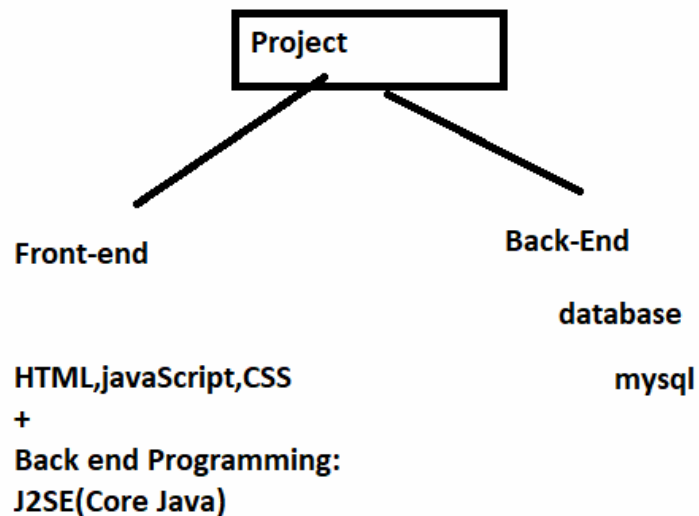 Project
Front-end
Back-End
database
HTML,javaScript,CSS
mysql
+
Back end Programming:
J2SE(Core Java)